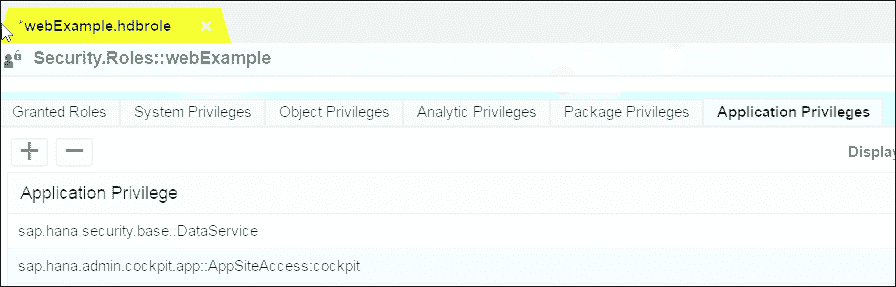 *webExample.hdbrole
Security.Roles::webExample
Granted Roles System Privileges Object Privileges Analytic Privileges Package Privileges Application Privileges
Display
Application Privilege
sap.hana.security.base::DataService
sap.hana.admin.cockpit.app::AppSiteAccess:cockpit